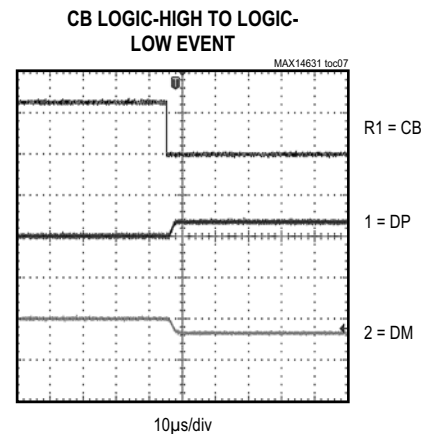 CB LOGIC-HIGH TO LOGIC-
LOW EVENT
MAX14631 toc07
R1 = CB
1 = DP
2 = DM
10µs/div